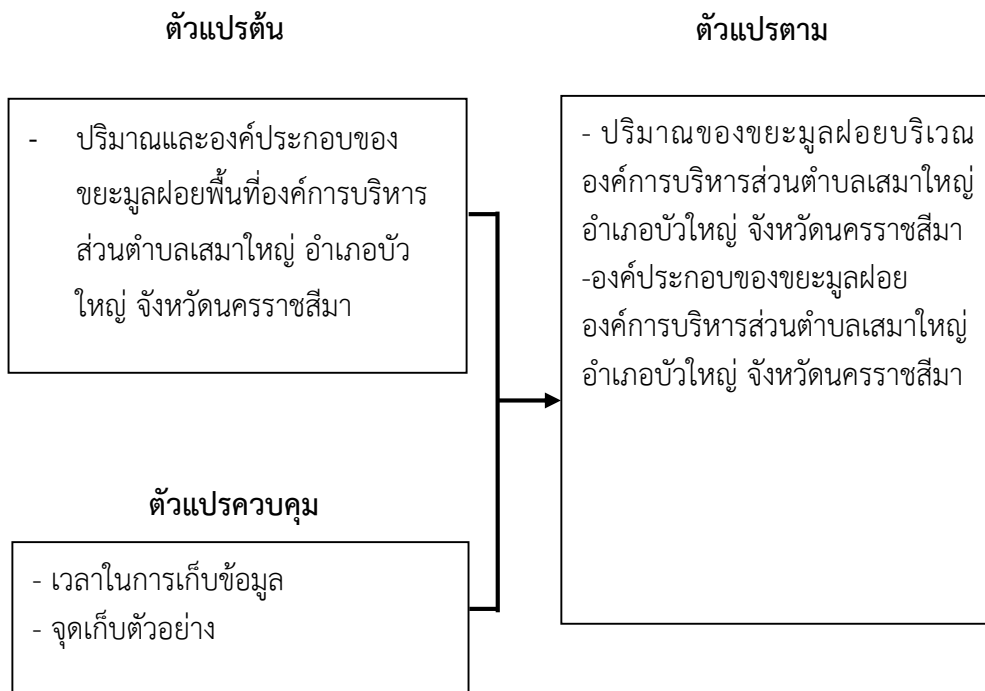 ตัวแปรต้น
- ปริมาณและองค์ประกอบของ
ขยะมูลฝอยพื้นที่องค์การบริหาร
ส่วนตำบลเสมาใหญ่ อำเภอบัว
ใหญ่ จังหวัดนครราชสีมา
ตัวแปรควบคุม
- เวลาในการเก็บข้อมูล
- จุดเก็บตัวอย่าง
ตัวแปรตาม
- ปริมาณของขยะมูลฝอยบริเวณ
องค์การบริหารส่วนตำบลเสมาใหญ่
อำเภอบัวใหญ่ จังหวัดนครราชสีมา
-องค์ประกอบของขยะมูลฝอย
องค์การบริหารส่วนตำบลเสมาใหญ่
อำเภอบัวใหญ่ จังหวัดนครราชสีมา